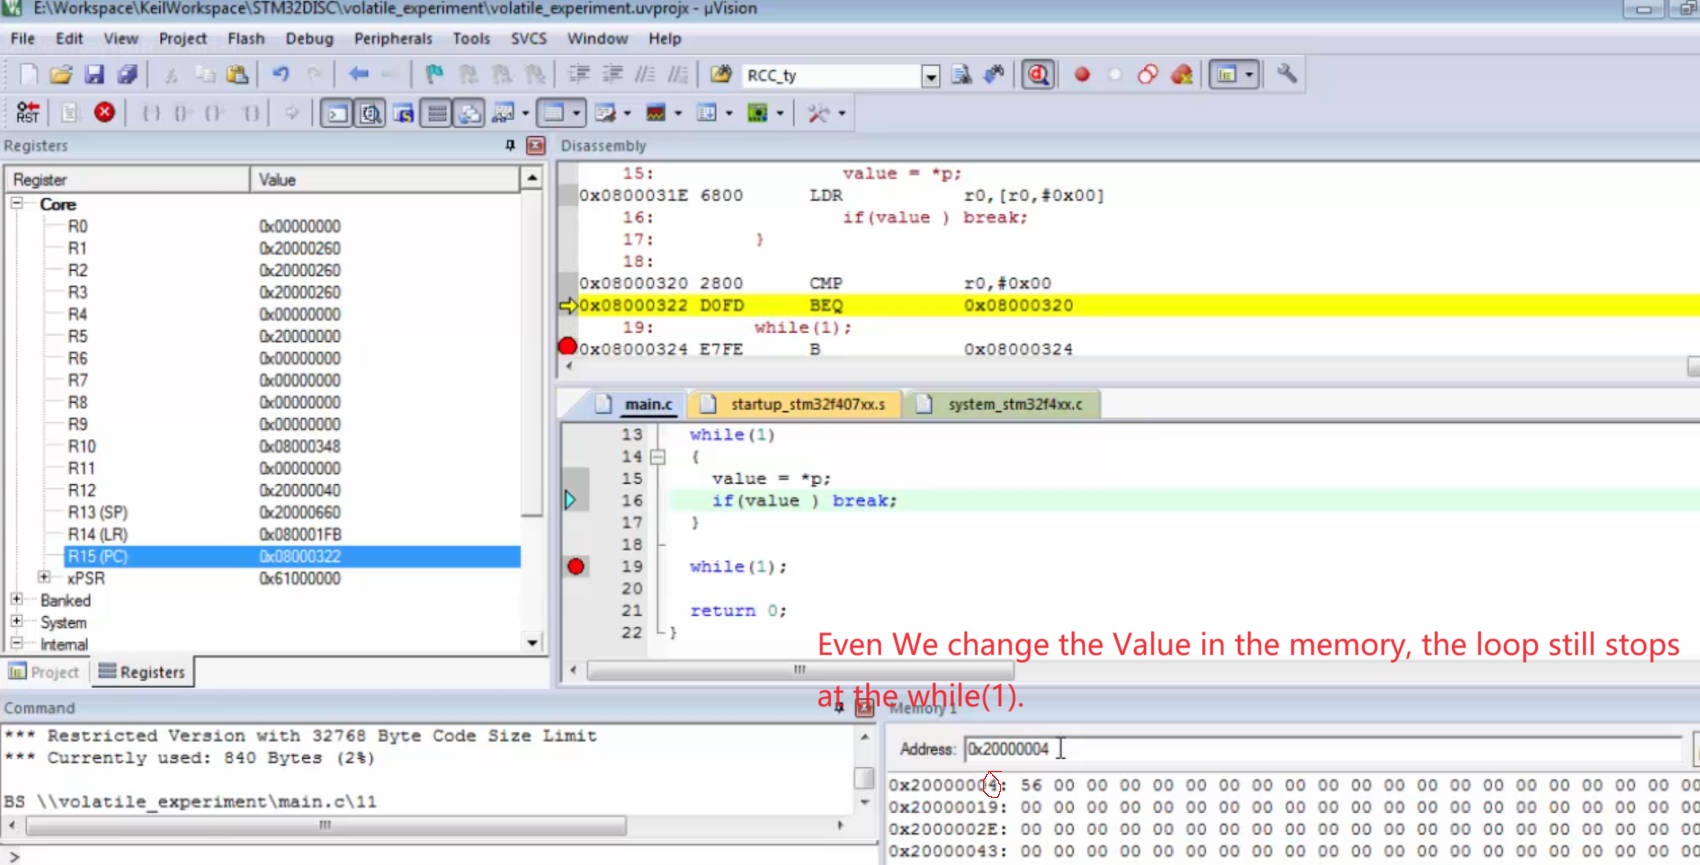 E:\Workspace\KeilWorkspace\STM32DISC\volatile_experiment\volatile_experiment.uvprojx - µVision
File Edit View Project Flash Debug Peripherals Tools SVCS Window Help
RCC_ty
RST
Registers
Register Value
Core
R0 0x00000000
R1 0x20000260
R2 0x20000260
R3 0x20000260
R4 0x00000000
R5 0x20000000
R6 0x00000000
R7 0x00000000
R8 0x00000000
R9 0x00000000
R10 0x08000348
R11 0x00000000
R12 0x20000040
R13 (SP) 0x20000660
R14 (LR) 0x080001FB
R15 (PC) 0x08000322
xPSR 0x61000000
Banked
System
Internal
Project Registers
Disassembly
15: value = *p;
0x0800031E 6800 LDR r0,[r0,#0x00]
16: if(value ) break;
17: }
18:
0x08000320 2800 CMP r0,#0x00
0x08000322 D0FD BEQ 0x08000320
19: while(1);
0x08000324 E7FE B 0x08000324
main.c startup_stm32f407xx.s system_stm32f4xx.c
13 while(1)
14 {
15 value = *p;
16 if(value ) break;
17 }
18
19 while(1);
20
21 return 0;
22 }
Even We change the Value in the memory, the loop still stops
at the while(1).
Command
*** Restricted Version with 32768 Byte Code Size Limit
*** Currently used: 840 Bytes (2%)
BS \\volatile_experiment\main.c\11
>
Memory 1
Address: 0x20000004
0x20000004: 56 00 00 00 00 00 00 00 00 00 00 00 00 00 00 00 00 00 00 00 00
0x20000019: 00 00 00 00 00 00 00 00 00 00 00 00 00 00 00 00 00 00 00 00 00
0x2000002E: 00 00 00 00 00 00 00 00 00 00 00 00 00 00 00 00 00 00 00 00 00
0x20000043: 00 00 00 00 00 00 00 00 00 00 00 00 00 00 00 00 00 00 00 00 00